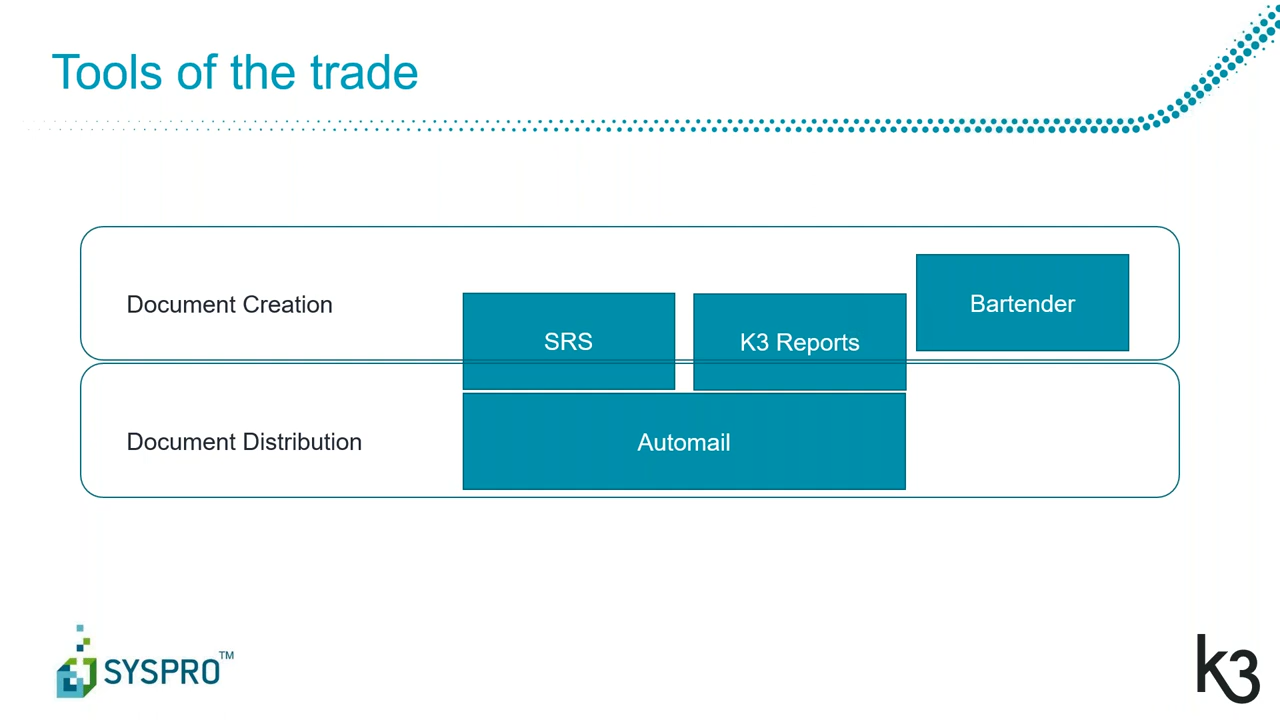 Tools of the trade
Document Creation
SRS
K3 Reports
Bartender
Document Distribution
Automail
SYSPRO™
k3